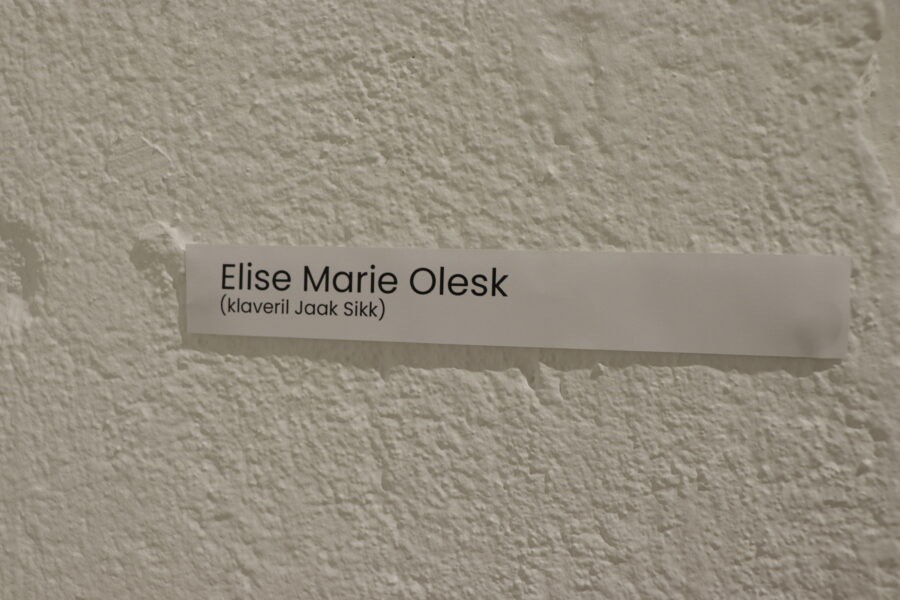 Elise Marie Olesk
(klaveril Jaak Sikk)